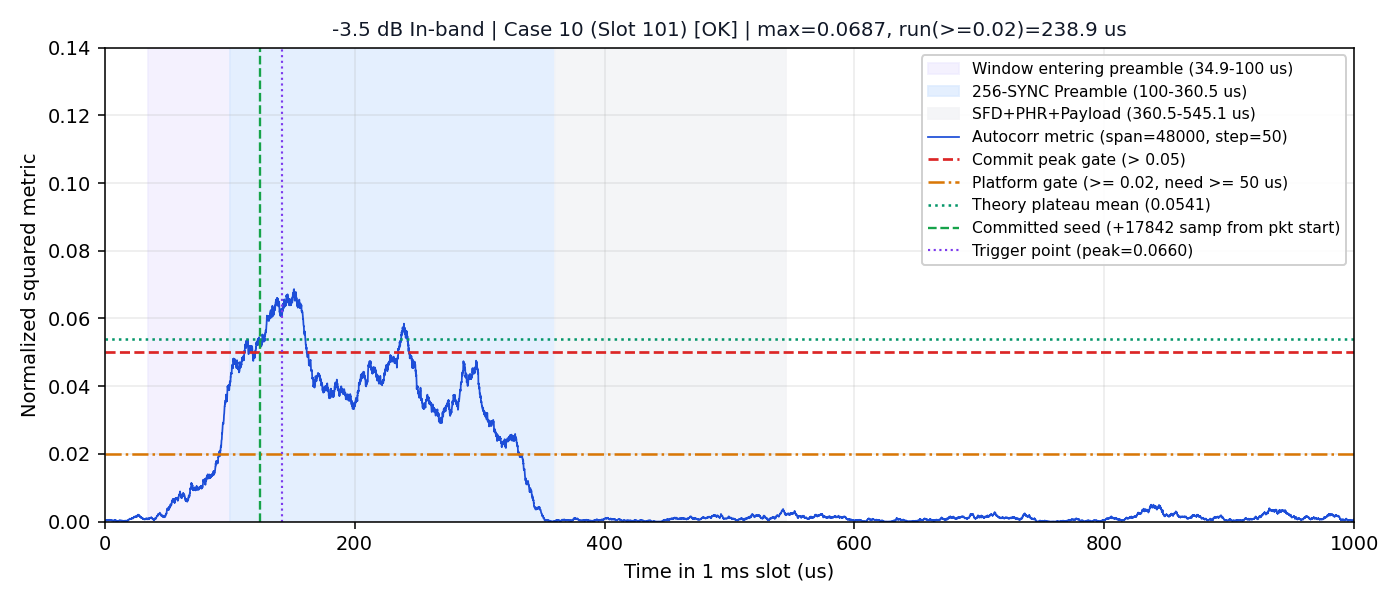 -3.5 dB In-band | Case 10 (Slot 101) [OK] | max=0.0687, run(>=0.02)=238.9 us
Normalized squared metric
0.14
0.12
0.10
0.08
0.06
0.04
0.02
0.00
Window entering preamble (34.9-100 us)
256-SYNC Preamble (100-360.5 us)
SFD+PHR+Payload (360.5-545.1 us)
Autocorr metric (span=48000, step=50)
Commit peak gate (> 0.05)
Platform gate (>= 0.02, need >= 50 us)
Theory plateau mean (0.0541)
Committed seed (+17842 samp from pkt start)
Trigger point (peak=0.0660)
0 200 400 600 800 1000
Time in 1 ms slot (us)